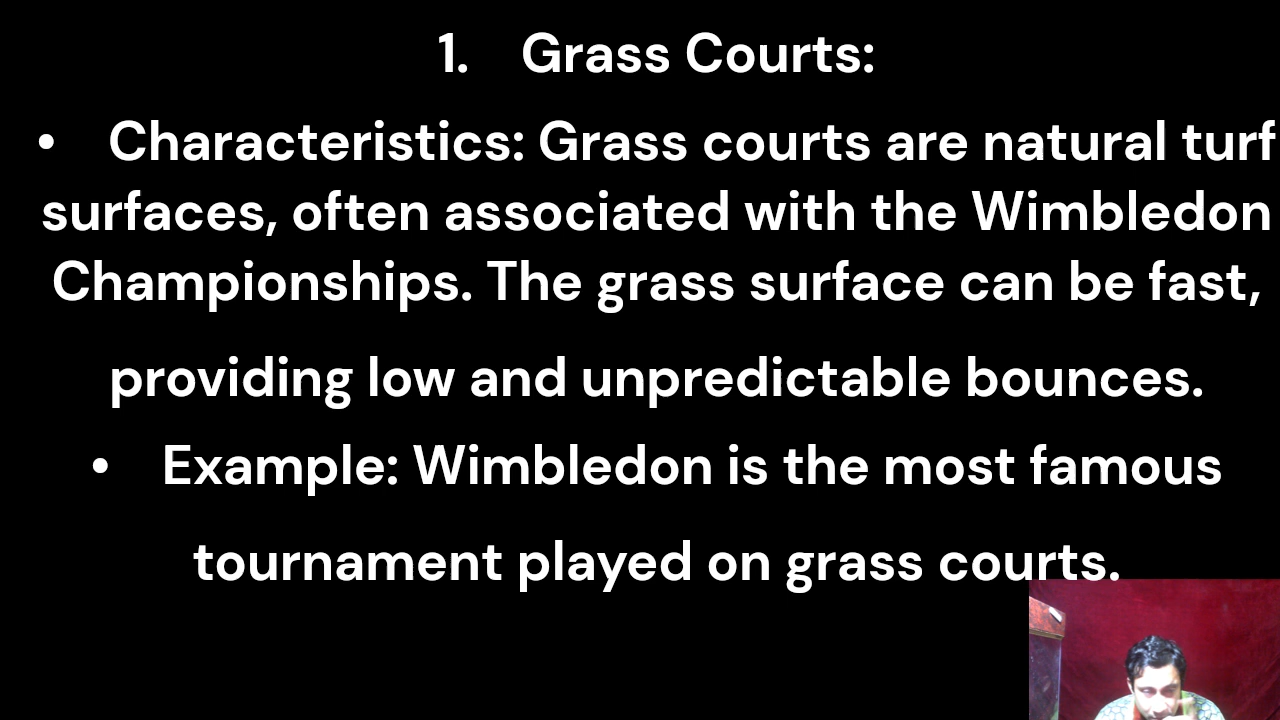 1. Grass Courts:
• Characteristics: Grass courts are natural turf
surfaces, often associated with the Wimbledon
Championships. The grass surface can be fast,
providing low and unpredictable bounces.
• Example: Wimbledon is the most famous
tournament played on grass courts.